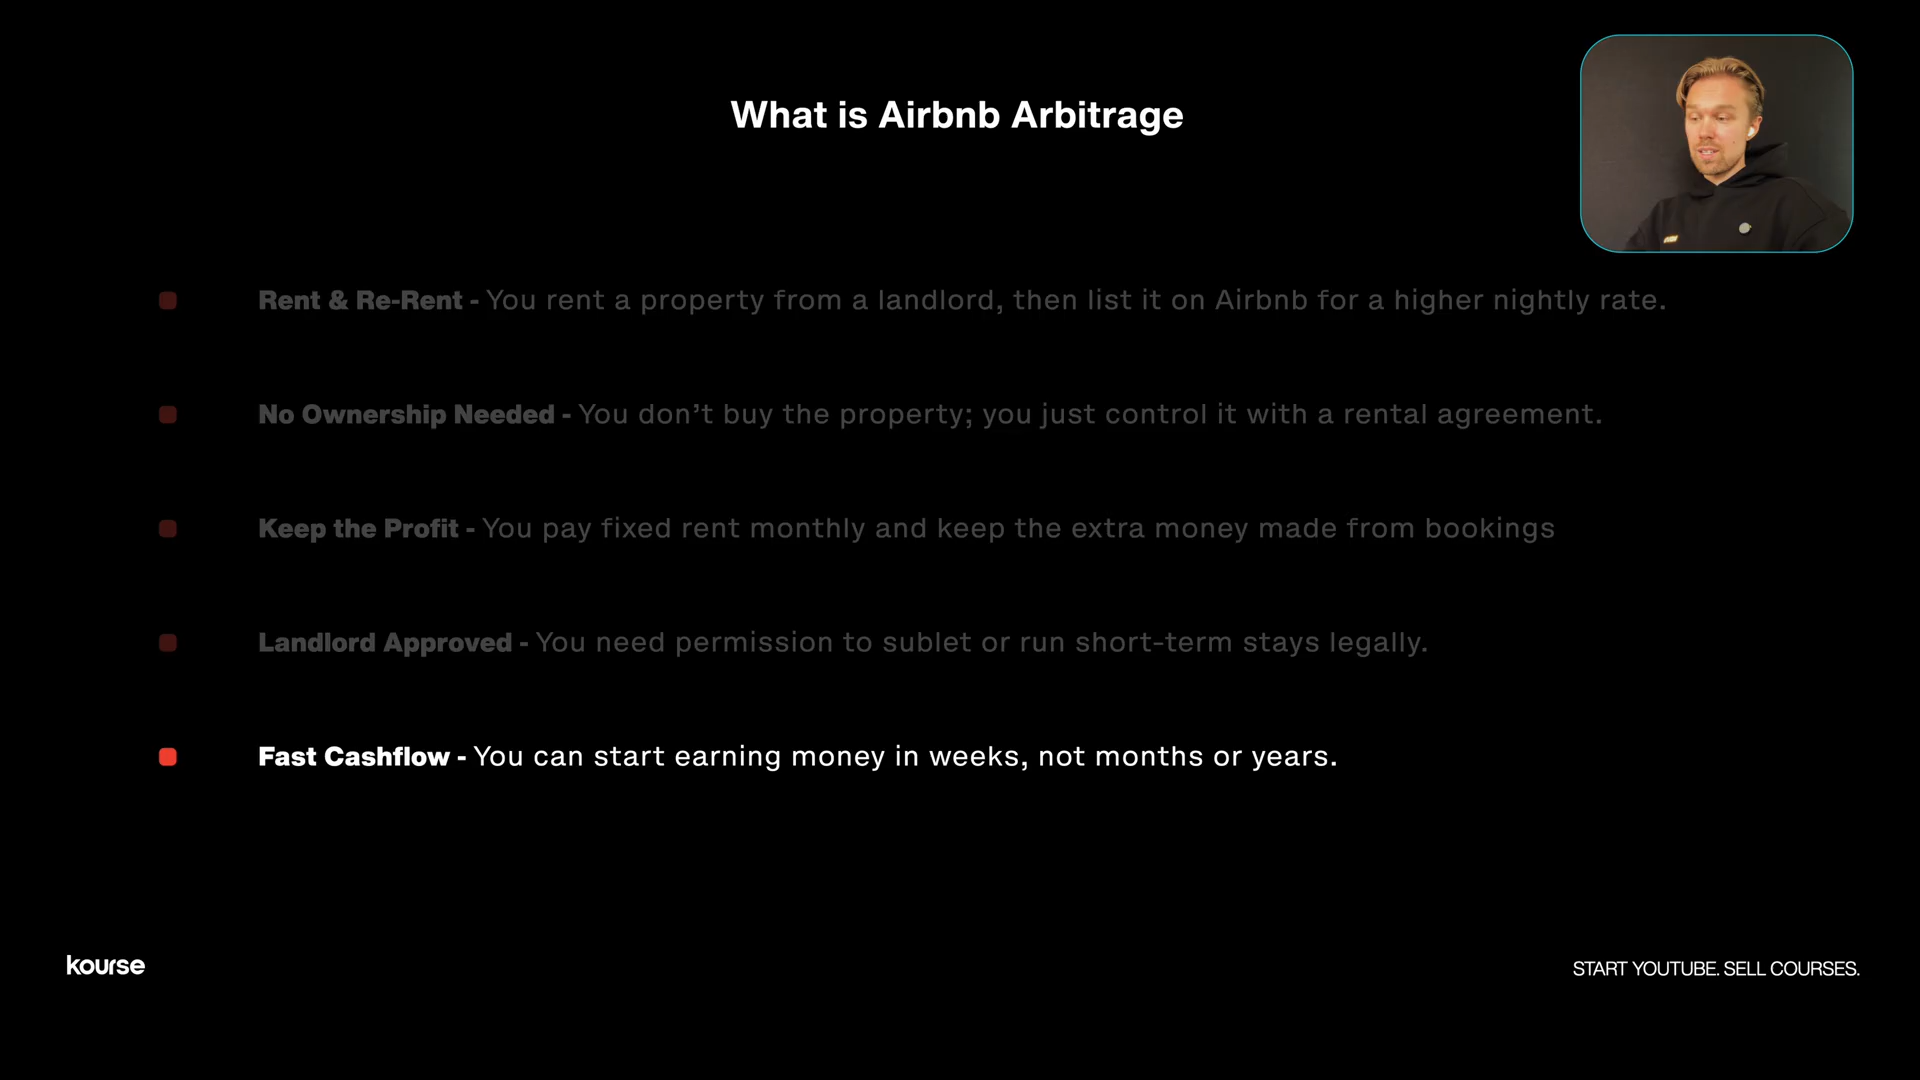 What is Airbnb Arbitrage
Rent & Re-Rent - You rent a property from a landlord, then list it on Airbnb for a higher nightly rate.
No Ownership Needed - You don’t buy the property; you just control it with a rental agreement.
Keep the Profit - You pay fixed rent monthly and keep the extra money made from bookings
Landlord Approved - You need permission to sublet or run short-term stays legally.
Fast Cashflow - You can start earning money in weeks, not months or years.
kourse
START YOUTUBE. SELL COURSES.